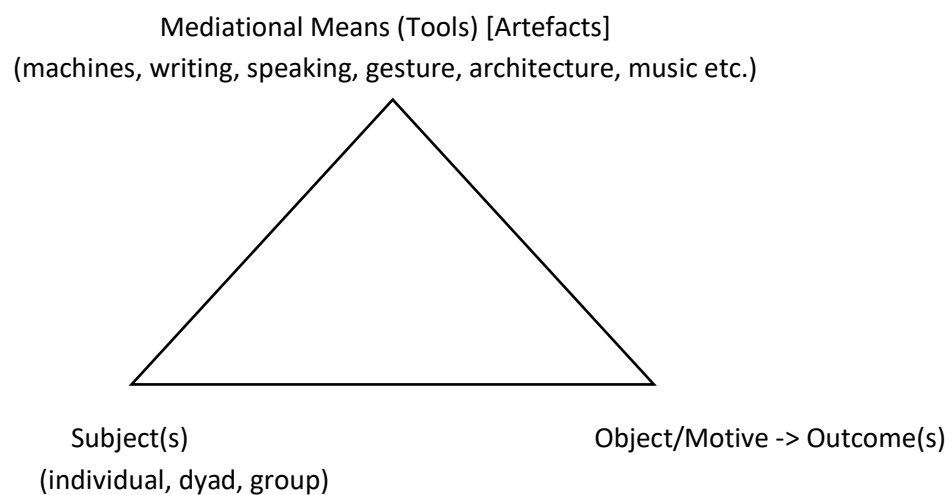 Mediational Means (Tools) [Artefacts]
(machines, writing, speaking, gesture, architecture, music etc.)
Subject(s)
Object/Motive -> Outcome(s)
(individual, dyad, group)